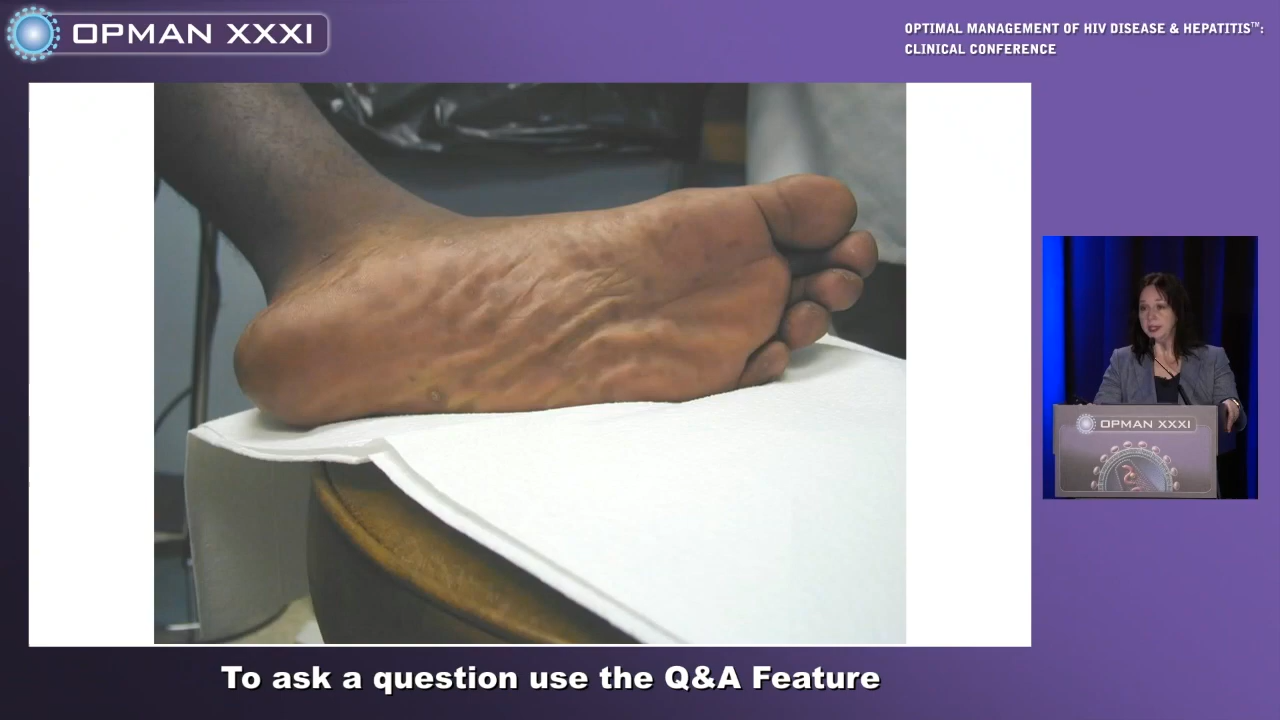 OPMAN XXXI
OPTIMAL MANAGEMENT OF HIV DISEASE & HEPATITIS™:
CLINICAL CONFERENCE
OPMAN XXXI
To ask a question use the Q&A Feature